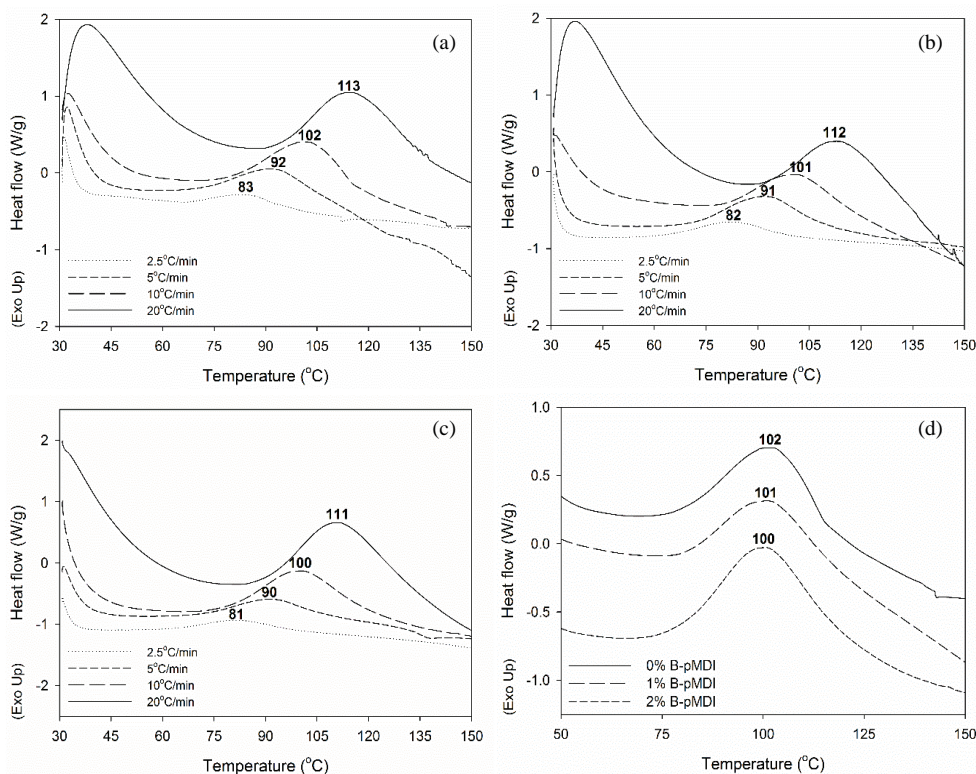 (a)
Heat flow (W/g)
(Exo Up)
2
1
0
-1
-2
113
102
92
83
2.5°C/min
5°C/min
10°C/min
20°C/min
30 45 60 75 90 105 120 135 150
Temperature (°C)
(b)
Heat flow (W/g)
(Exo Up)
2
1
0
-1
-2
112
101
91
82
2.5°C/min
5°C/min
10°C/min
20°C/min
30 45 60 75 90 105 120 135 150
Temperature (°C)
(c)
Heat flow (W/g)
(Exo Up)
2
1
0
-1
-2
111
100
90
81
2.5°C/min
5°C/min
10°C/min
20°C/min
30 45 60 75 90 105 120 135 150
Temperature (°C)
(d)
Heat flow (W/g)
(Exo Up)
1.0
0.5
0.0
-0.5
-1.0
102
101
100
0% B-pMDI
1% B-pMDI
2% B-pMDI
50 75 100 125 150
Temperature (°C)